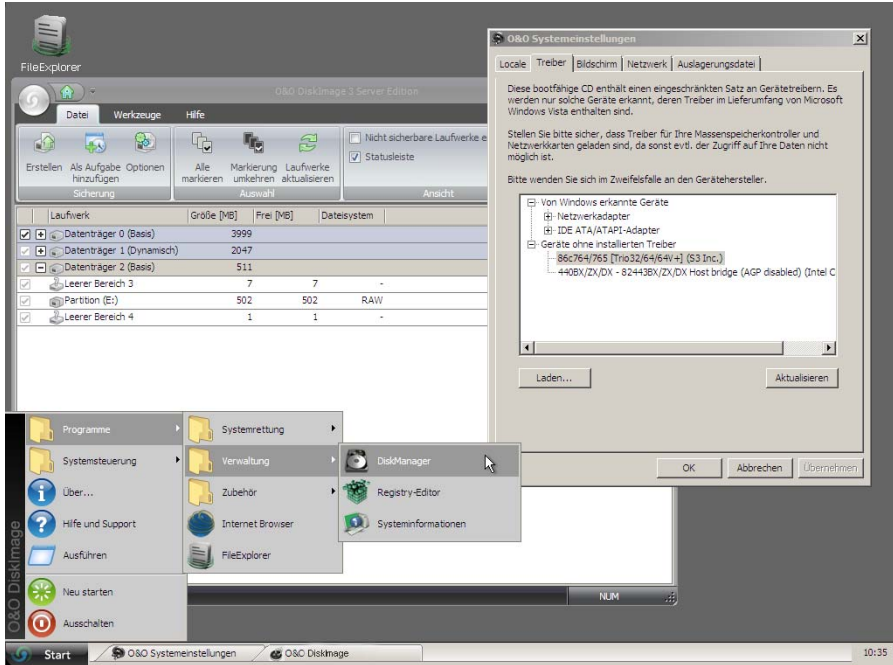 FileExplorer
O&O DiskImage 3 Server Edition
Datei Werkzeuge Hilfe
Erstellen
Als Aufgabe hinzufügen
Optionen
Alle markieren
Markierung umkehren
Laufwerke aktualisieren
Nicht sicherbare Laufwerke e
Statusleiste
Sicherung Auswahl Ansicht
Laufwerk Größe [MB] Frei [MB] Dateisystem
Datenträger 0 (Basis) 3999
Datenträger 1 (Dynamisch) 2047
Datenträger 2 (Basis) 511
Leerer Bereich 3 7 7 -
Partition (E:) 502 502 RAW
Leerer Bereich 4 1 1 -
O&O Systemeinstellungen
Locale Treiber Bildschirm Netzwerk Auslagerungsdatei
Diese bootfähige CD enthält einen eingeschränkten Satz an Gerätetreibern. Es
werden nur solche Geräte erkannt, deren Treiber im Lieferumfang von Microsoft
Windows Vista enthalten sind.
Stellen Sie bitte sicher, dass Treiber für Ihre Massenspeicherkontroller und
Netzwerkkarten geladen sind, da sonst evtl. der Zugriff auf Ihre Daten nicht
möglich ist.
Bitte wenden Sie sich im Zweifelsfalle an den Gerätehersteller.
Von Windows erkannte Geräte
Netzwerkadapter
IDE ATA/ATAPI-Adapter
Geräte ohne installierten Treiber
86c764/765 [Trio32/64/64V+] (S3 Inc.)
440BX/ZX/DX - 82443BX/ZX/DX Host bridge (AGP disabled) (Intel C
Laden... Aktualisieren
OK Abbrechen Übernehmen
Programme
Systemsteuerung
Über...
Hilfe und Support
Ausführen
Neu starten
Ausschalten
O&O DiskImage
Systemrettung
Verwaltung
Zubehör
Internet Browser
FileExplorer
DiskManager
Registry-Editor
Systeminformationen
NUM
Start O&O Systemeinstellungen O&O DiskImage 10:35